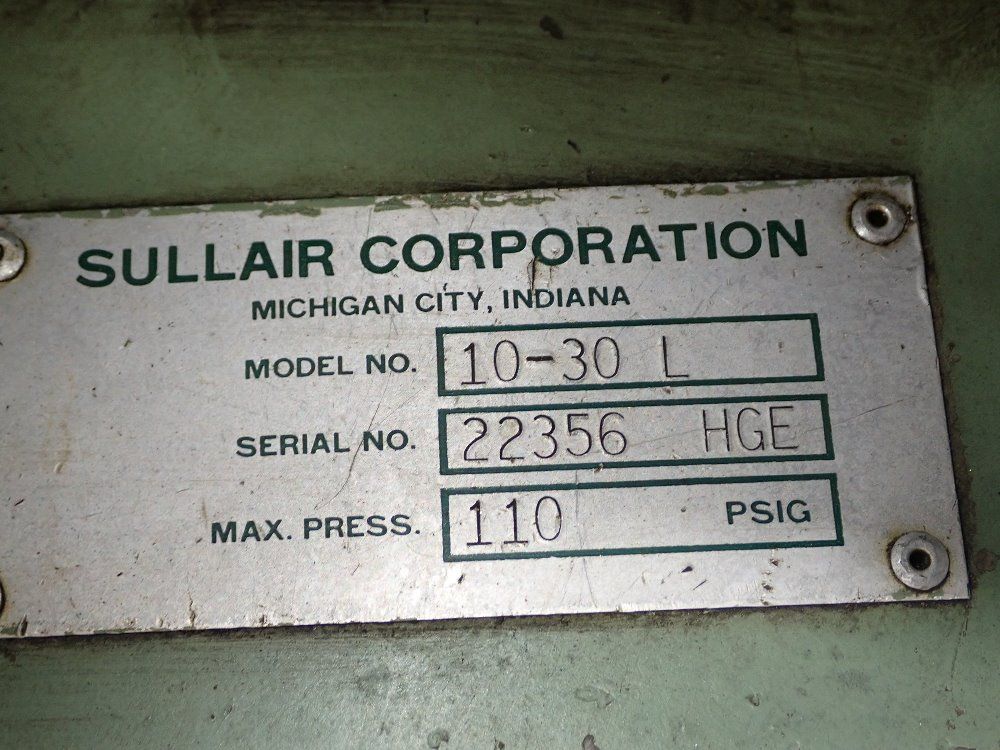 SULLAIR CORPORATION
MICHIGAN CITY, INDIANA
MODEL NO. 10-30 L
SERIAL NO. 22356 HGE
MAX. PRESS. 110 PSIG